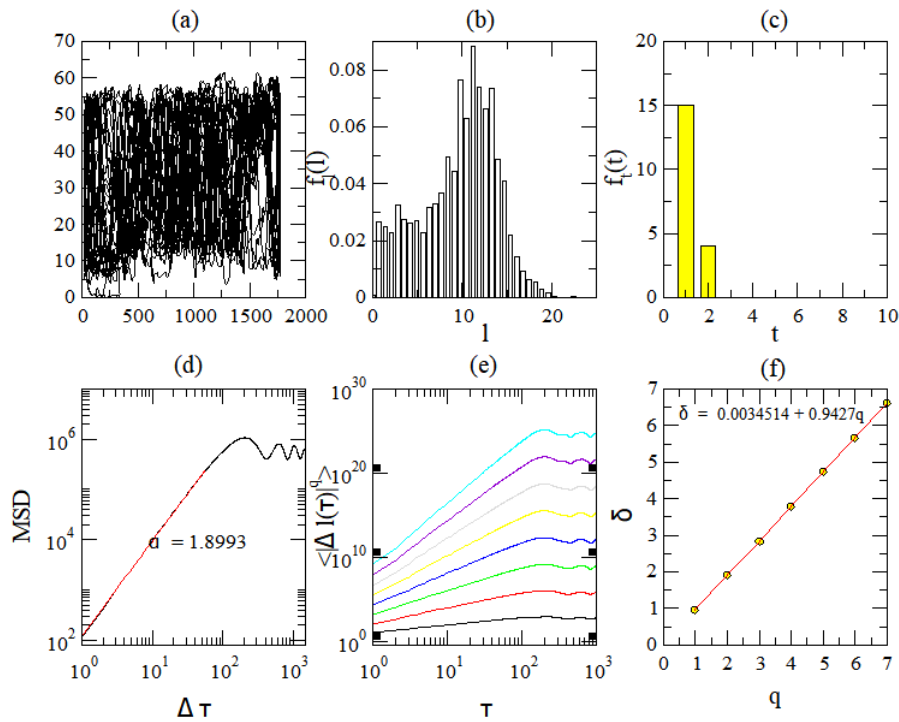 (a) (b) (c)
70 60 50 40 30 20 10 0
0 500 1000 1500 2000
f_l(l)
0.08 0.06 0.04 0.02 0
0 10 20
l
f_t(t)
20 15 10 5 0
0 2 4 6 8 10
t
(d) (e) (f)
MSD
10^6 10^4 10^2
α = 1.8993
10^0 10^1 10^2 10^3
Δ τ
<|Δ l(τ)|^q>
10^30 10^20 10^10 10^0
10^0 10^1 10^2 10^3
τ
δ
7 6 5 4 3 2 1 0
δ = 0.0034514 + 0.9427q
0 1 2 3 4 5 6 7
q